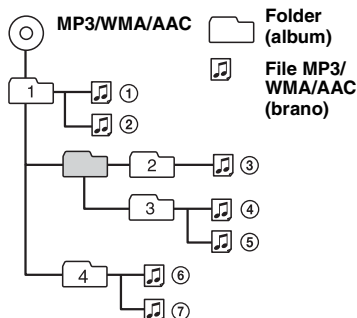 MP3/WMA/AAC
Folder
(album)
File MP3/
WMA/AAC
(brano)
1
①
②
2
③
3
④
⑤
4
⑥
⑦